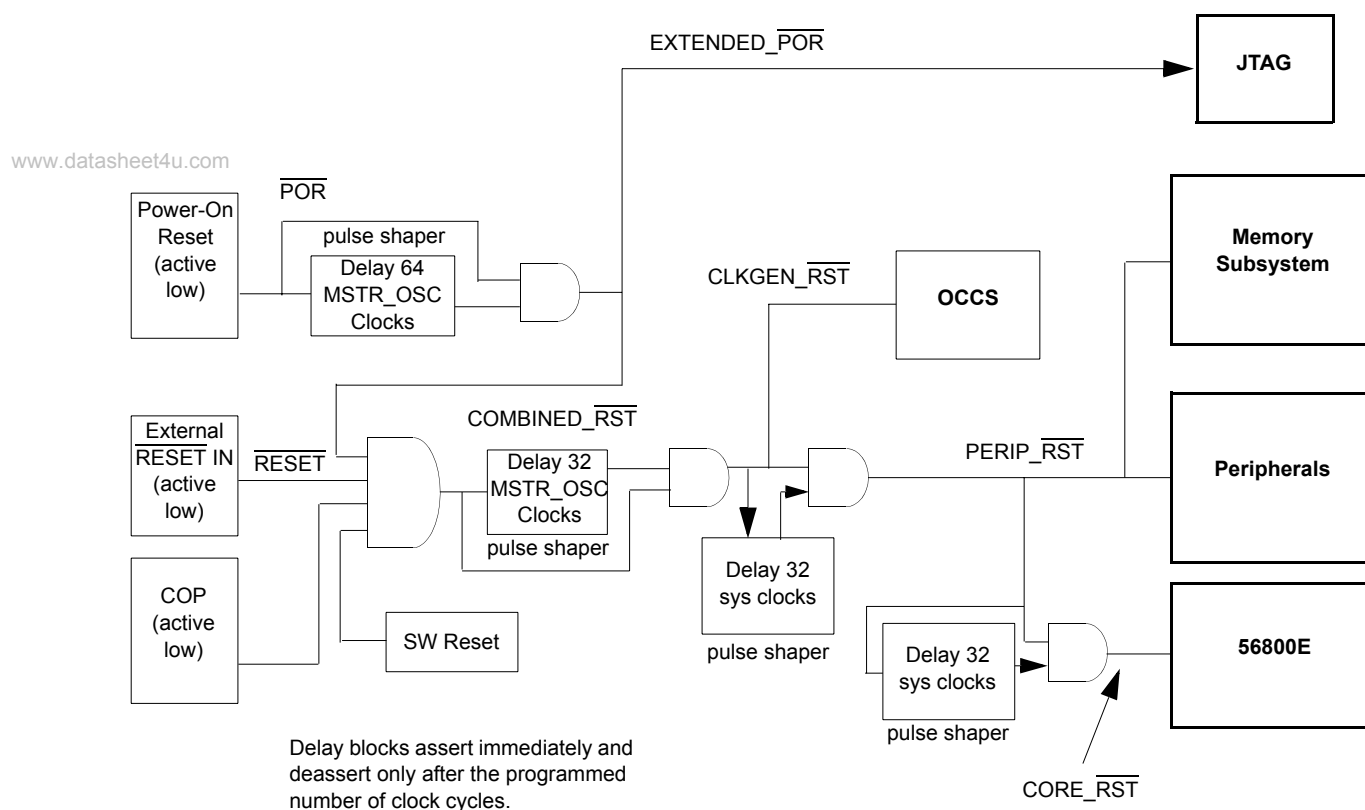 EXTENDED_POR
JTAG
www.datasheet4u.com
POR
Power-On
Reset
(active
low)
pulse shaper
Delay 64
MSTR_OSC
Clocks
Memory
Subsystem
CLKGEN_RST
OCCS
External
RESET IN
(active
low)
RESET
COMBINED_RST
Delay 32
MSTR_OSC
Clocks
pulse shaper
PERIP_RST
Peripherals
COP
(active
low)
SW Reset
Delay 32
sys clocks
pulse shaper
Delay 32
sys clocks
pulse shaper
56800E
CORE_RST
Delay blocks assert immediately and
deassert only after the programmed
number of clock cycles.